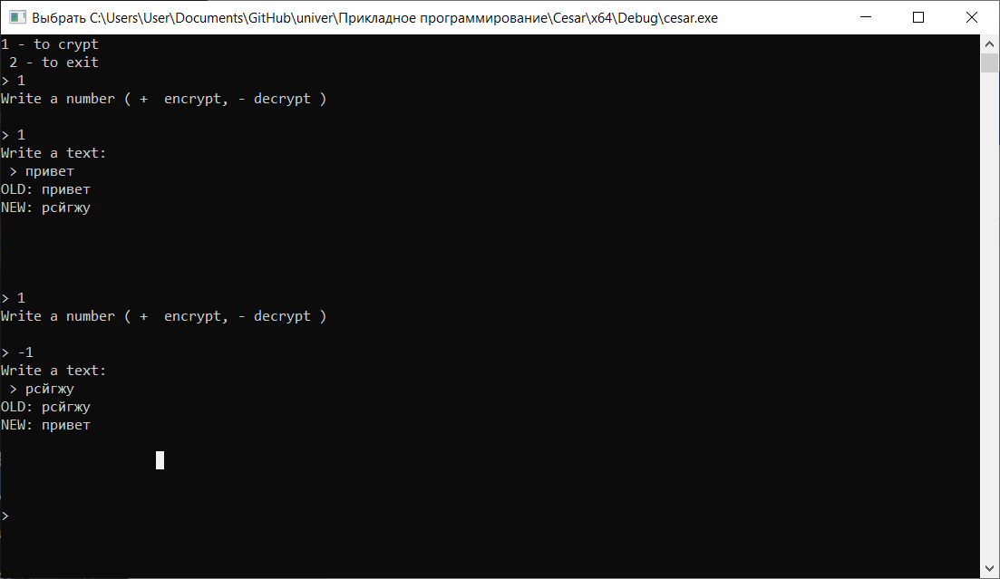 Выбрать C:\Users\User\Documents\GitHub\univer\Прикладное программирование\Cesar\x64\Debug\cesar.exe
1 - to crypt
2 - to exit
> 1
Write a number ( +  encrypt, - decrypt )
> 1
Write a text:
> привет
OLD: привет
NEW: рсйгжу
> 1
Write a number ( +  encrypt, - decrypt )
> -1
Write a text:
> рсйгжу
OLD: рсйгжу
NEW: привет
>